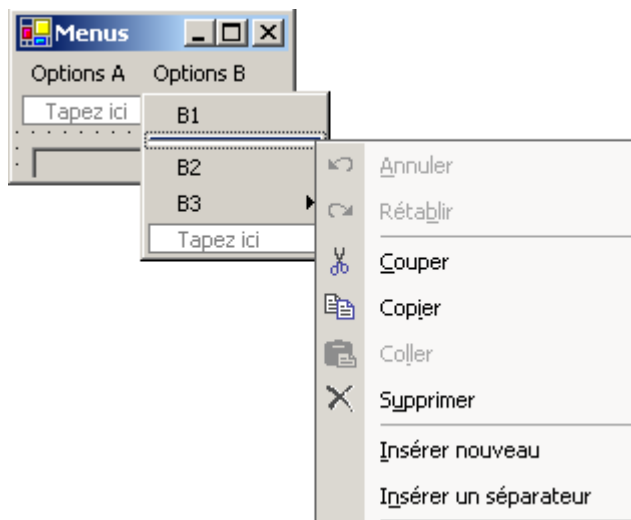 Menus
Options A Options B
Tapez ici
B1
B2
B3
Tapez ici
Annuler
Rétablir
Couper
Copier
Coller
Supprimer
Insérer nouveau
Insérer un séparateur